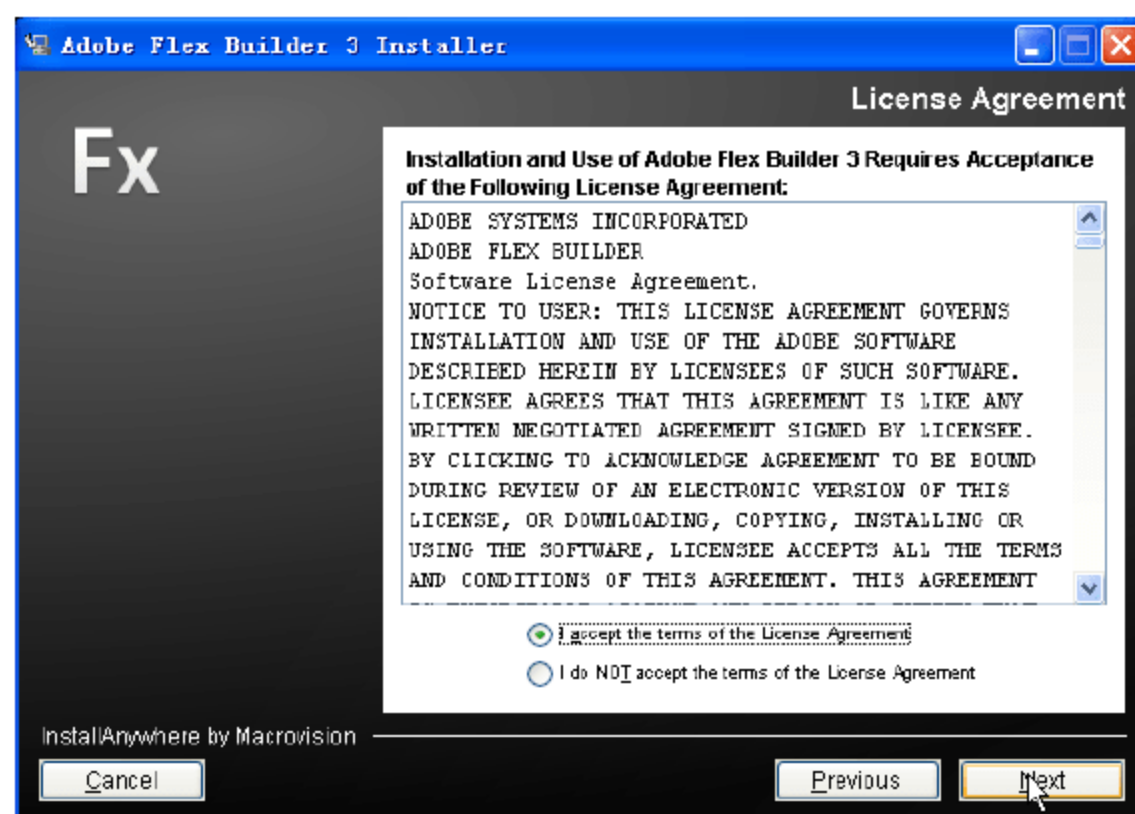 Adobe Flex Builder 3 Installer
License Agreement
Fx
Installation and Use of Adobe Flex Builder 3 Requires Acceptance
of the Following License Agreement:
ADOBE SYSTEMS INCORPORATED
ADOBE FLEX BUILDER
Software License Agreement.
NOTICE TO USER: THIS LICENSE AGREEMENT GOVERNS
INSTALLATION AND USE OF THE ADOBE SOFTWARE
DESCRIBED HEREIN BY LICENSEES OF SUCH SOFTWARE.
LICENSEE AGREES THAT THIS AGREEMENT IS LIKE ANY
WRITTEN NEGOTIATED AGREEMENT SIGNED BY LICENSEE.
BY CLICKING TO ACKNOWLEDGE AGREEMENT TO BE BOUND
DURING REVIEW OF AN ELECTRONIC VERSION OF THIS
LICENSE, OR DOWNLOADING, COPYING, INSTALLING OR
USING THE SOFTWARE, LICENSEE ACCEPTS ALL THE TERMS
AND CONDITIONS OF THIS AGREEMENT. THIS AGREEMENT
I accept the terms of the License Agreement
I do NOT accept the terms of the License Agreement
InstallAnywhere by Macrovision
Cancel
Previous
Next